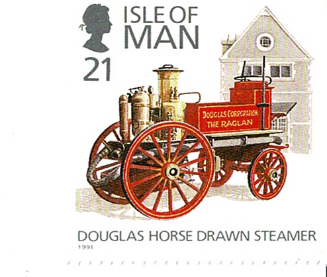 ISLE OF
MAN
21
DOUGLAS CORPORATION
THE RAGLAN
DOUGLAS HORSE DRAWN STEAMER
1991